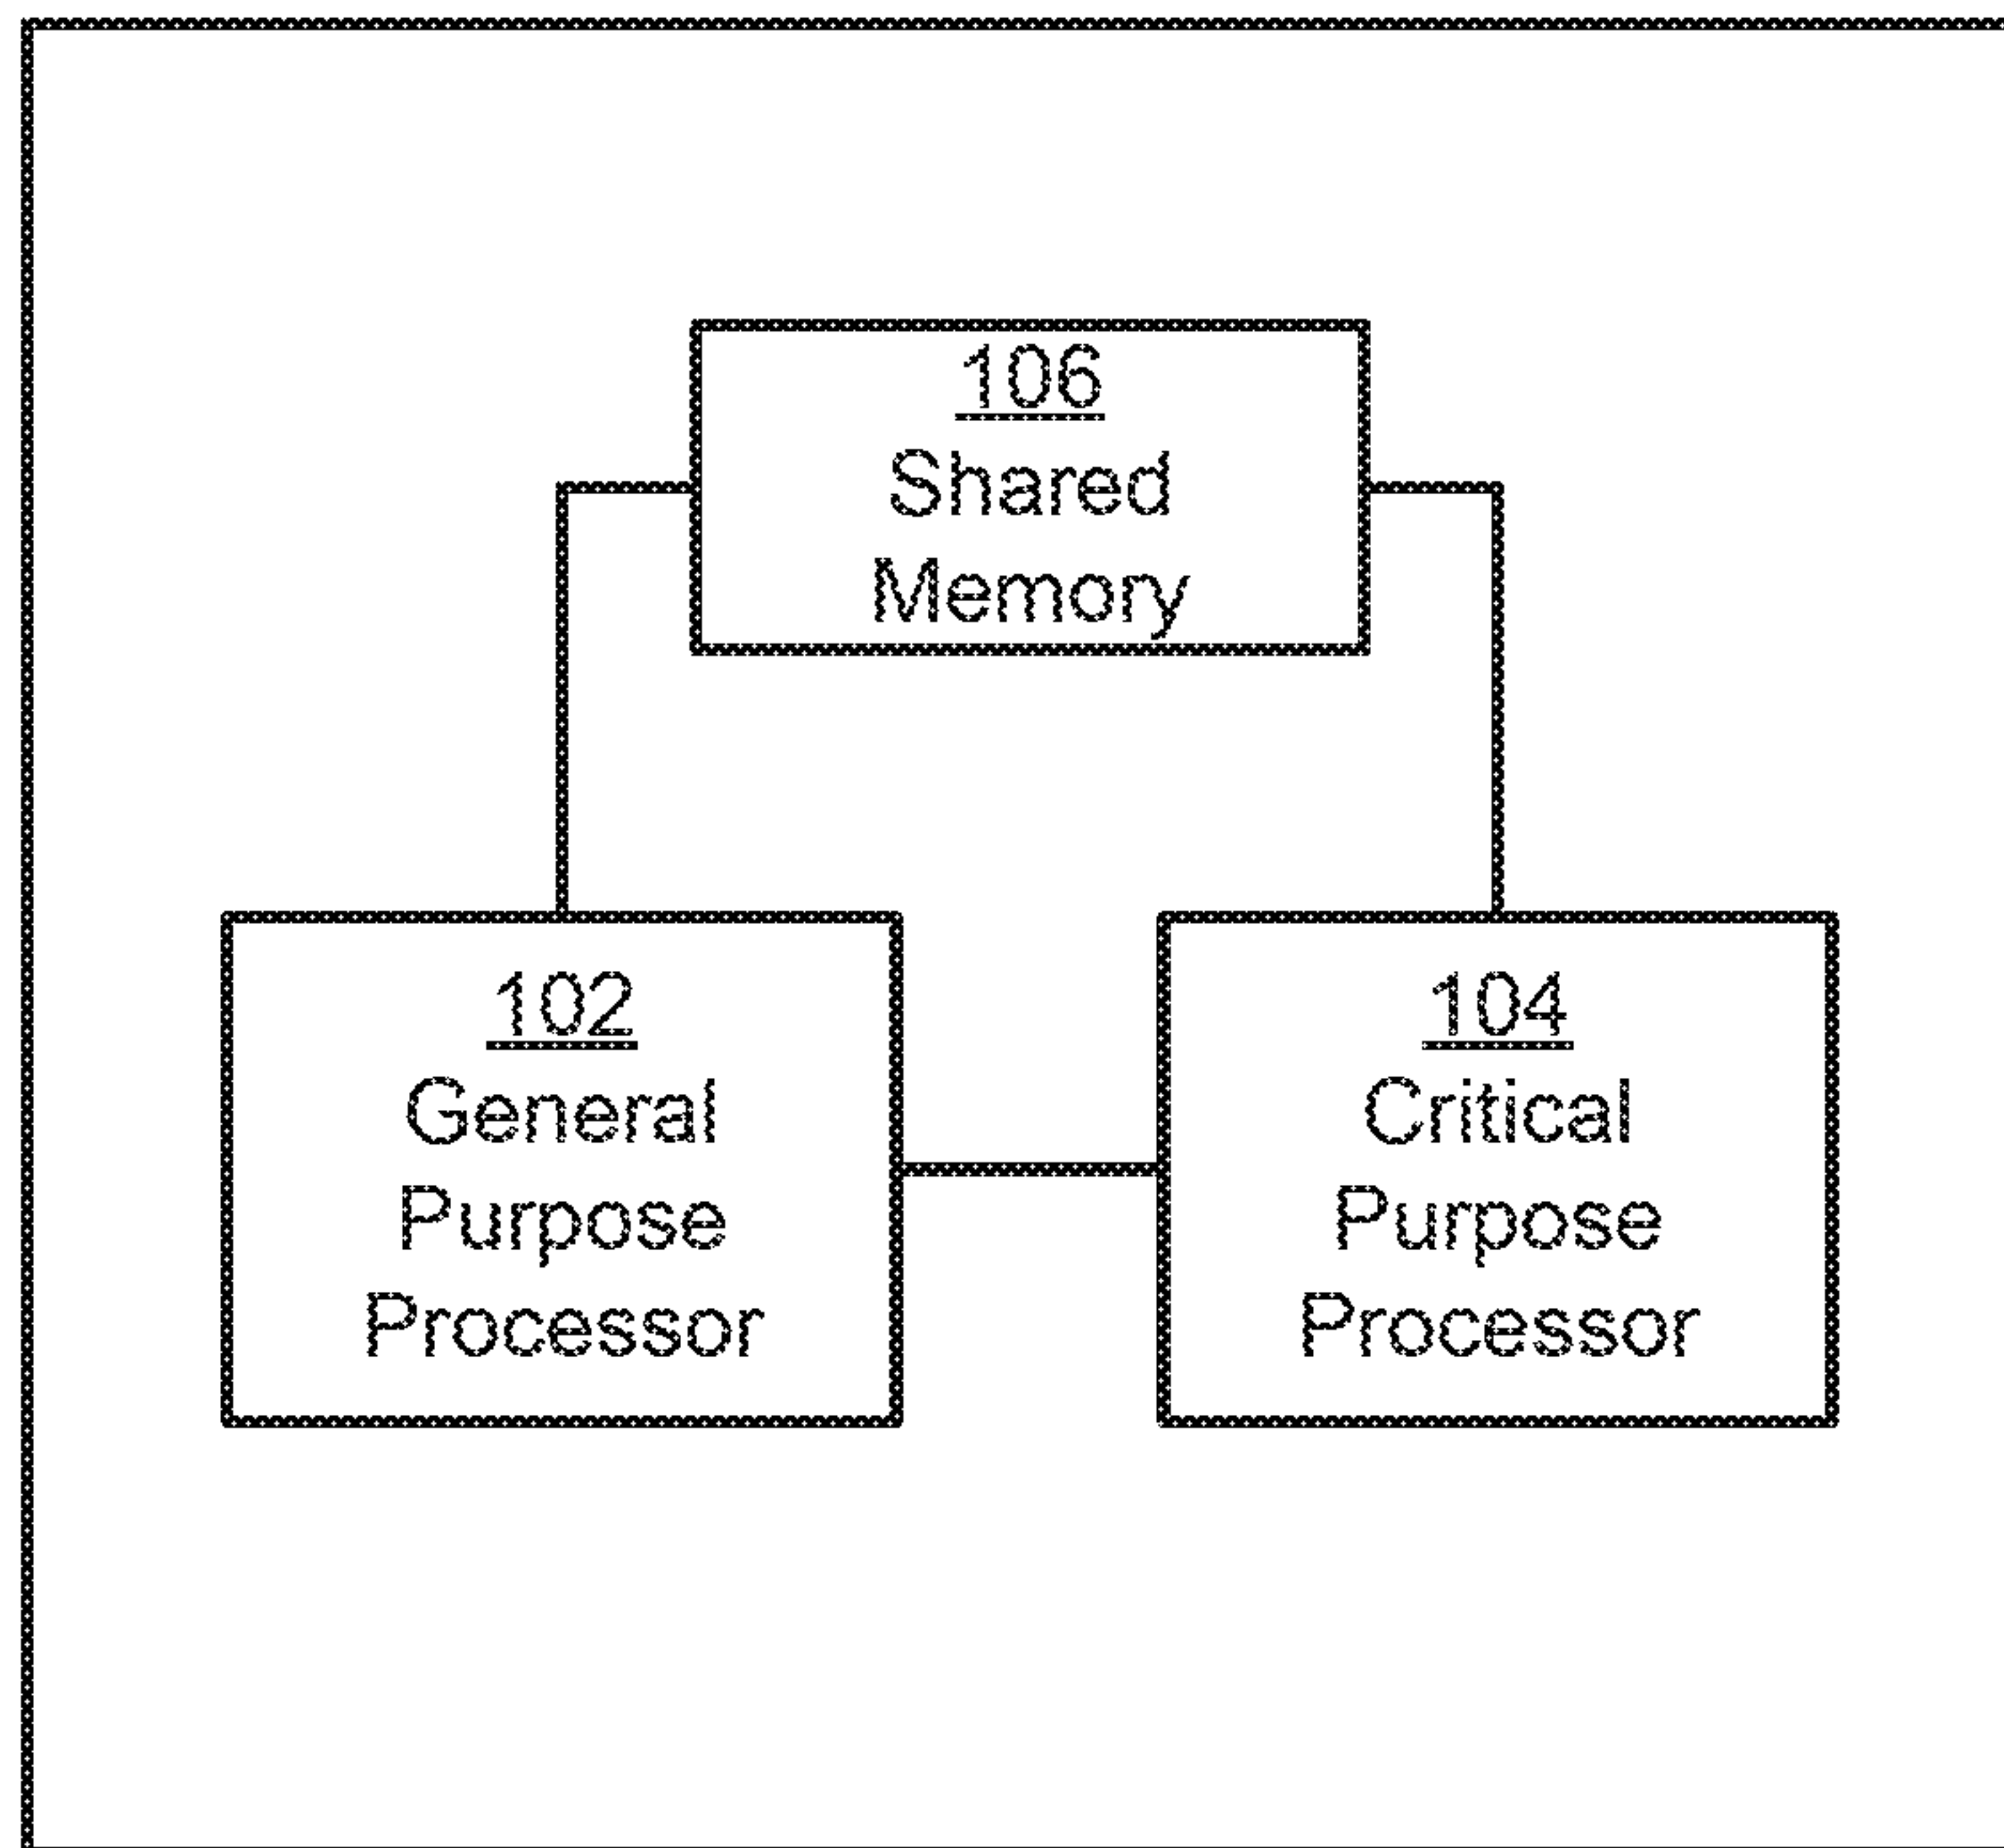 106
Shared
Memory
102
General
Purpose
Processor
104
Critical
Purpose
Processor